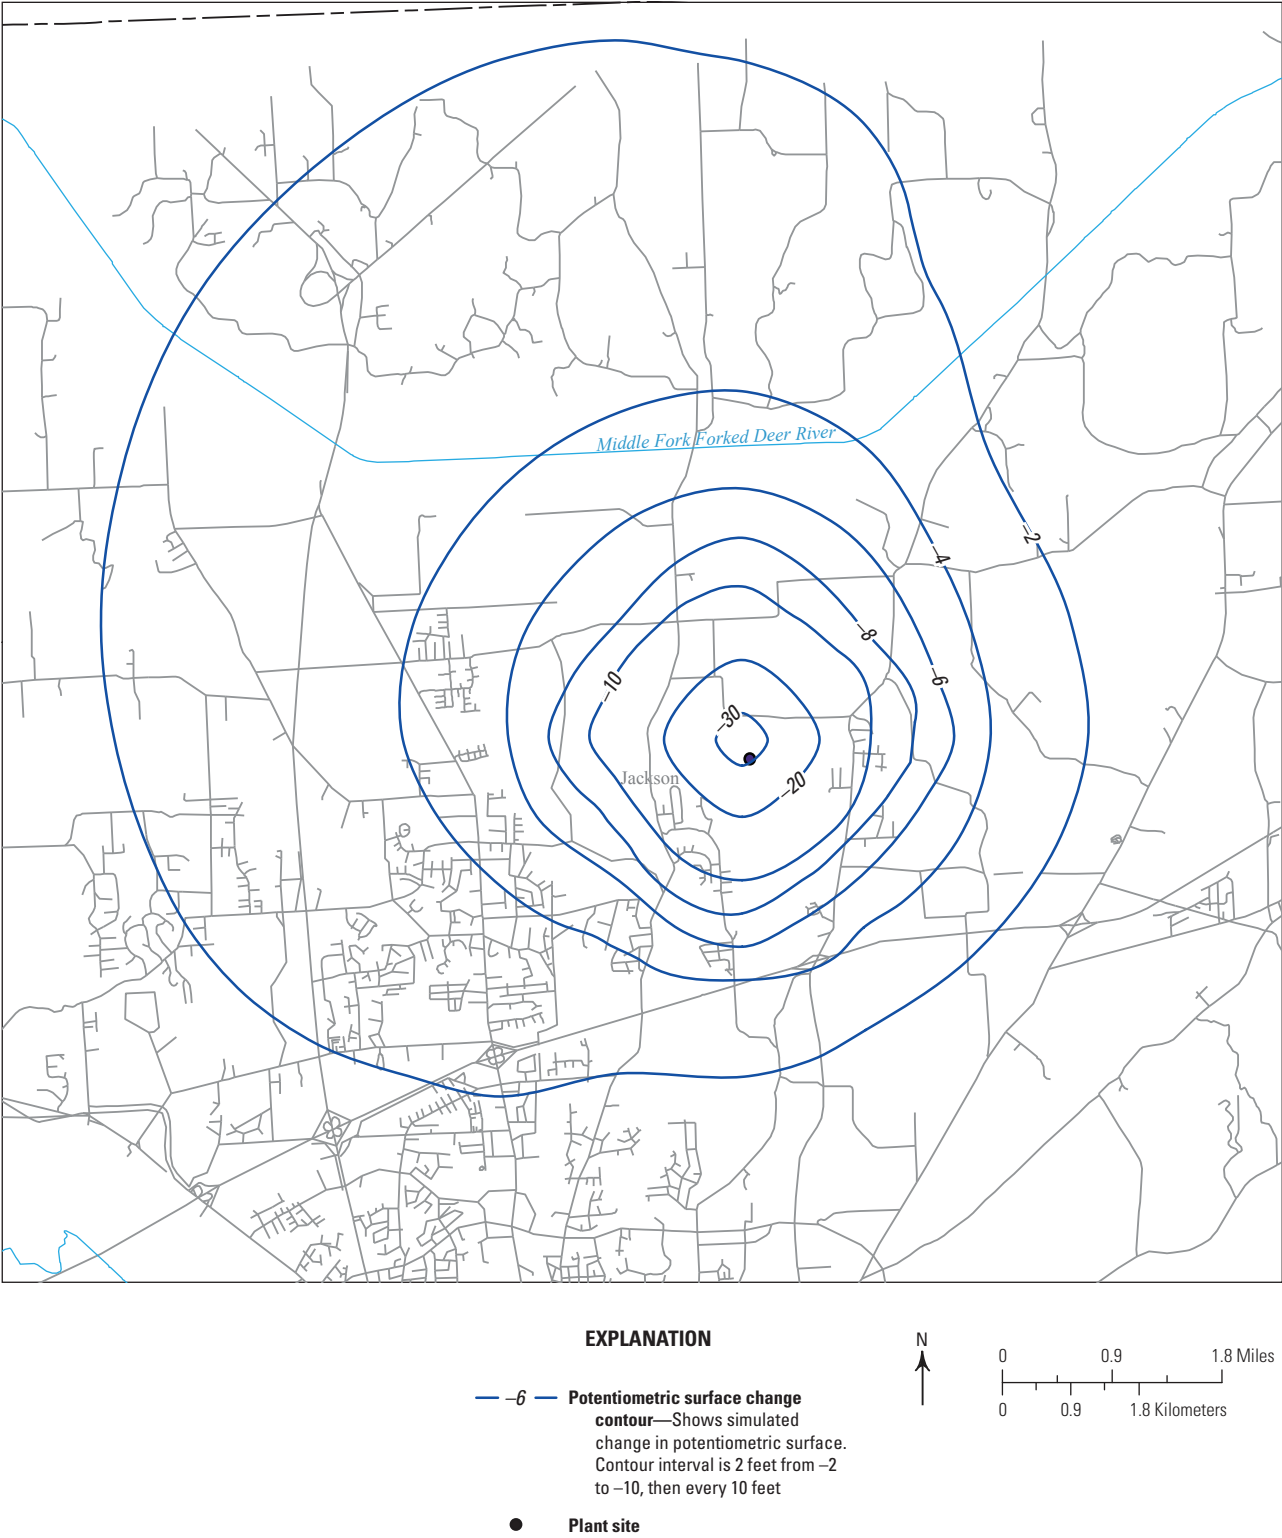 Middle Fork Forked Deer River
–2
–4
–8
–6
–10
–30
Jackson
–20
EXPLANATION
–6
Potentiometric surface change
contour—Shows simulated
change in potentiometric surface.
Contour interval is 2 feet from –2
to –10, then every 10 feet
Plant site
N
0 0.9 1.8 Miles
0 0.9 1.8 Kilometers